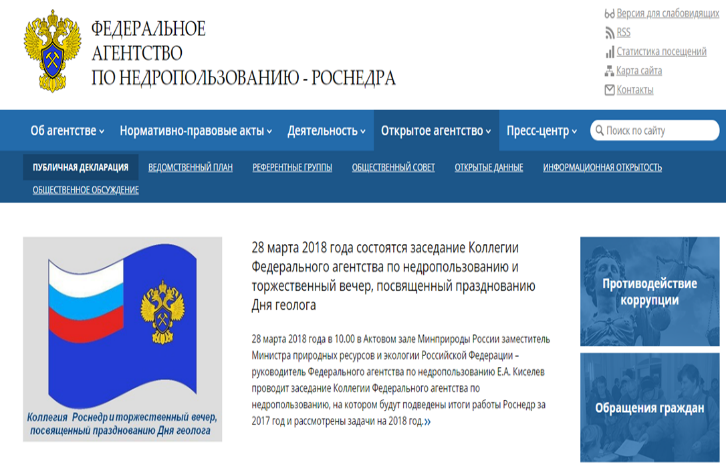 ФЕДЕРАЛЬНОЕ
АГЕНТСТВО
ПО НЕДРОПОЛЬЗОВАНИЮ - РОСНЕДРА
Версия для слабовидящих
RSS
Статистика посещений
Карта сайта
Контакты
Об агентстве Нормативно-правовые акты Деятельность Открытое агентство Пресс-центр Поиск по сайту
ПУБЛИЧНАЯ ДЕКЛАРАЦИЯ ВЕДОМСТВЕННЫЙ ПЛАН РЕФЕРЕНТНЫЕ ГРУППЫ ОБЩЕСТВЕННЫЙ СОВЕТ ОТКРЫТЫЕ ДАННЫЕ ИНФОРМАЦИОННАЯ ОТКРЫТОСТЬ
ОБЩЕСТВЕННОЕ ОБСУЖДЕНИЕ
Коллегия Роснедр и торжественный вечер,
посвященный празднованию Дня геолога
28 марта 2018 года состоятся заседание Коллегии
Федерального агентства по недропользованию и
торжественный вечер, посвященный празднованию
Дня геолога
28 марта 2018 года в 10.00 в Актовом зале Минприроды России заместитель
Министра природных ресурсов и экологии Российской Федерации –
руководитель Федерального агентства по недропользованию Е.А. Киселев
проводит заседание Коллегии Федерального агентства по
недропользованию, на котором будут подведены итоги работы Роснедр за
2017 год и рассмотрены задачи на 2018 год.»
Противодействие
коррупции
Обращения граждан